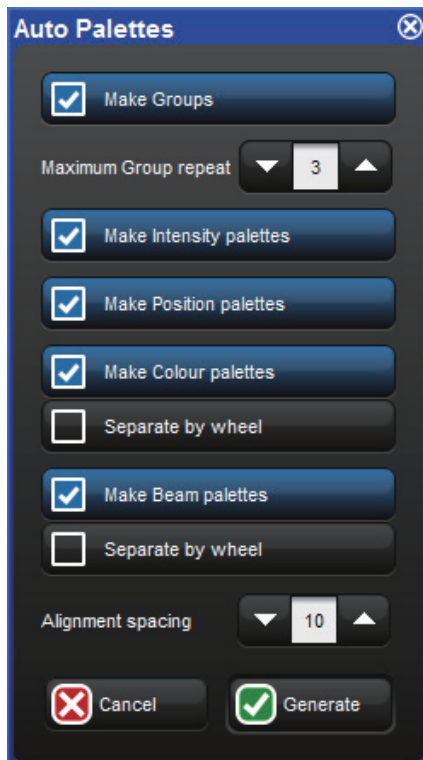 Auto Palettes
Make Groups
Maximum Group repeat 3
Make Intensity palettes
Make Position palettes
Make Colour palettes
Separate by wheel
Make Beam palettes
Separate by wheel
Alignment spacing 10
Cancel Generate